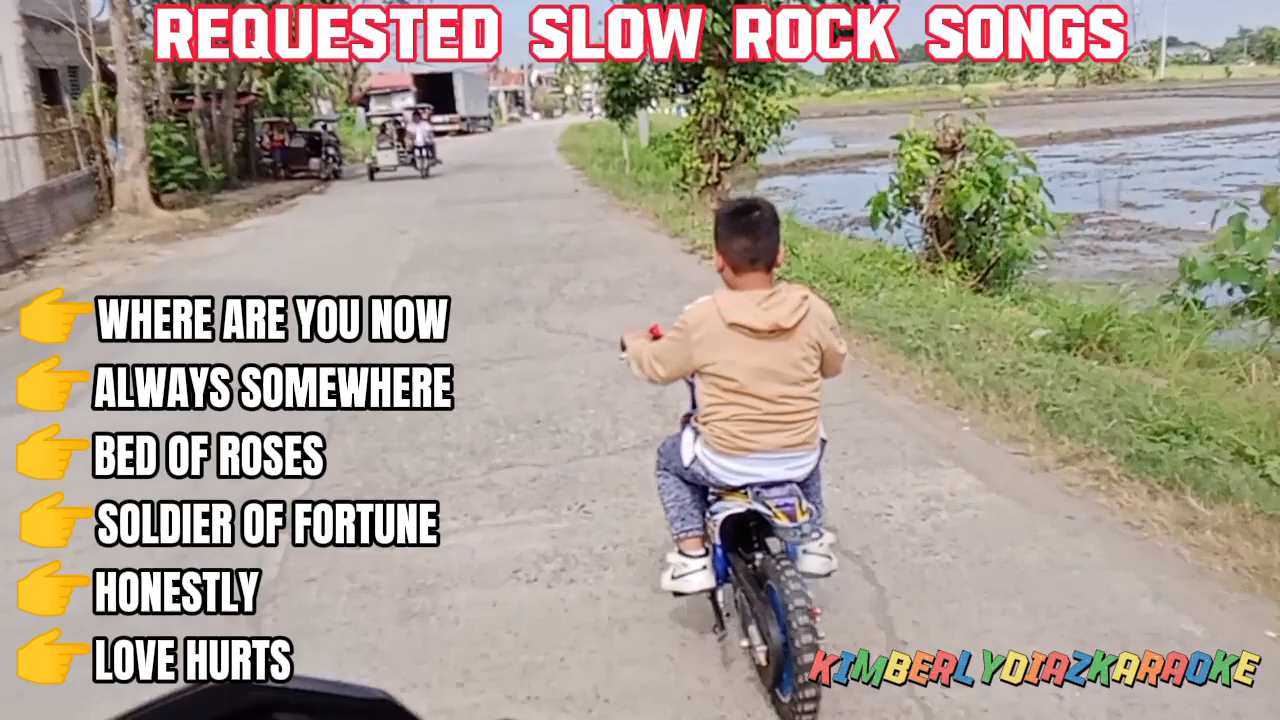 REQUESTED SLOW ROCK SONGS
WHERE ARE YOU NOW
ALWAYS SOMEWHERE
BED OF ROSES
SOLDIER OF FORTUNE
HONESTLY
LOVE HURTS
KIMBERLYDIAZKARAOKE